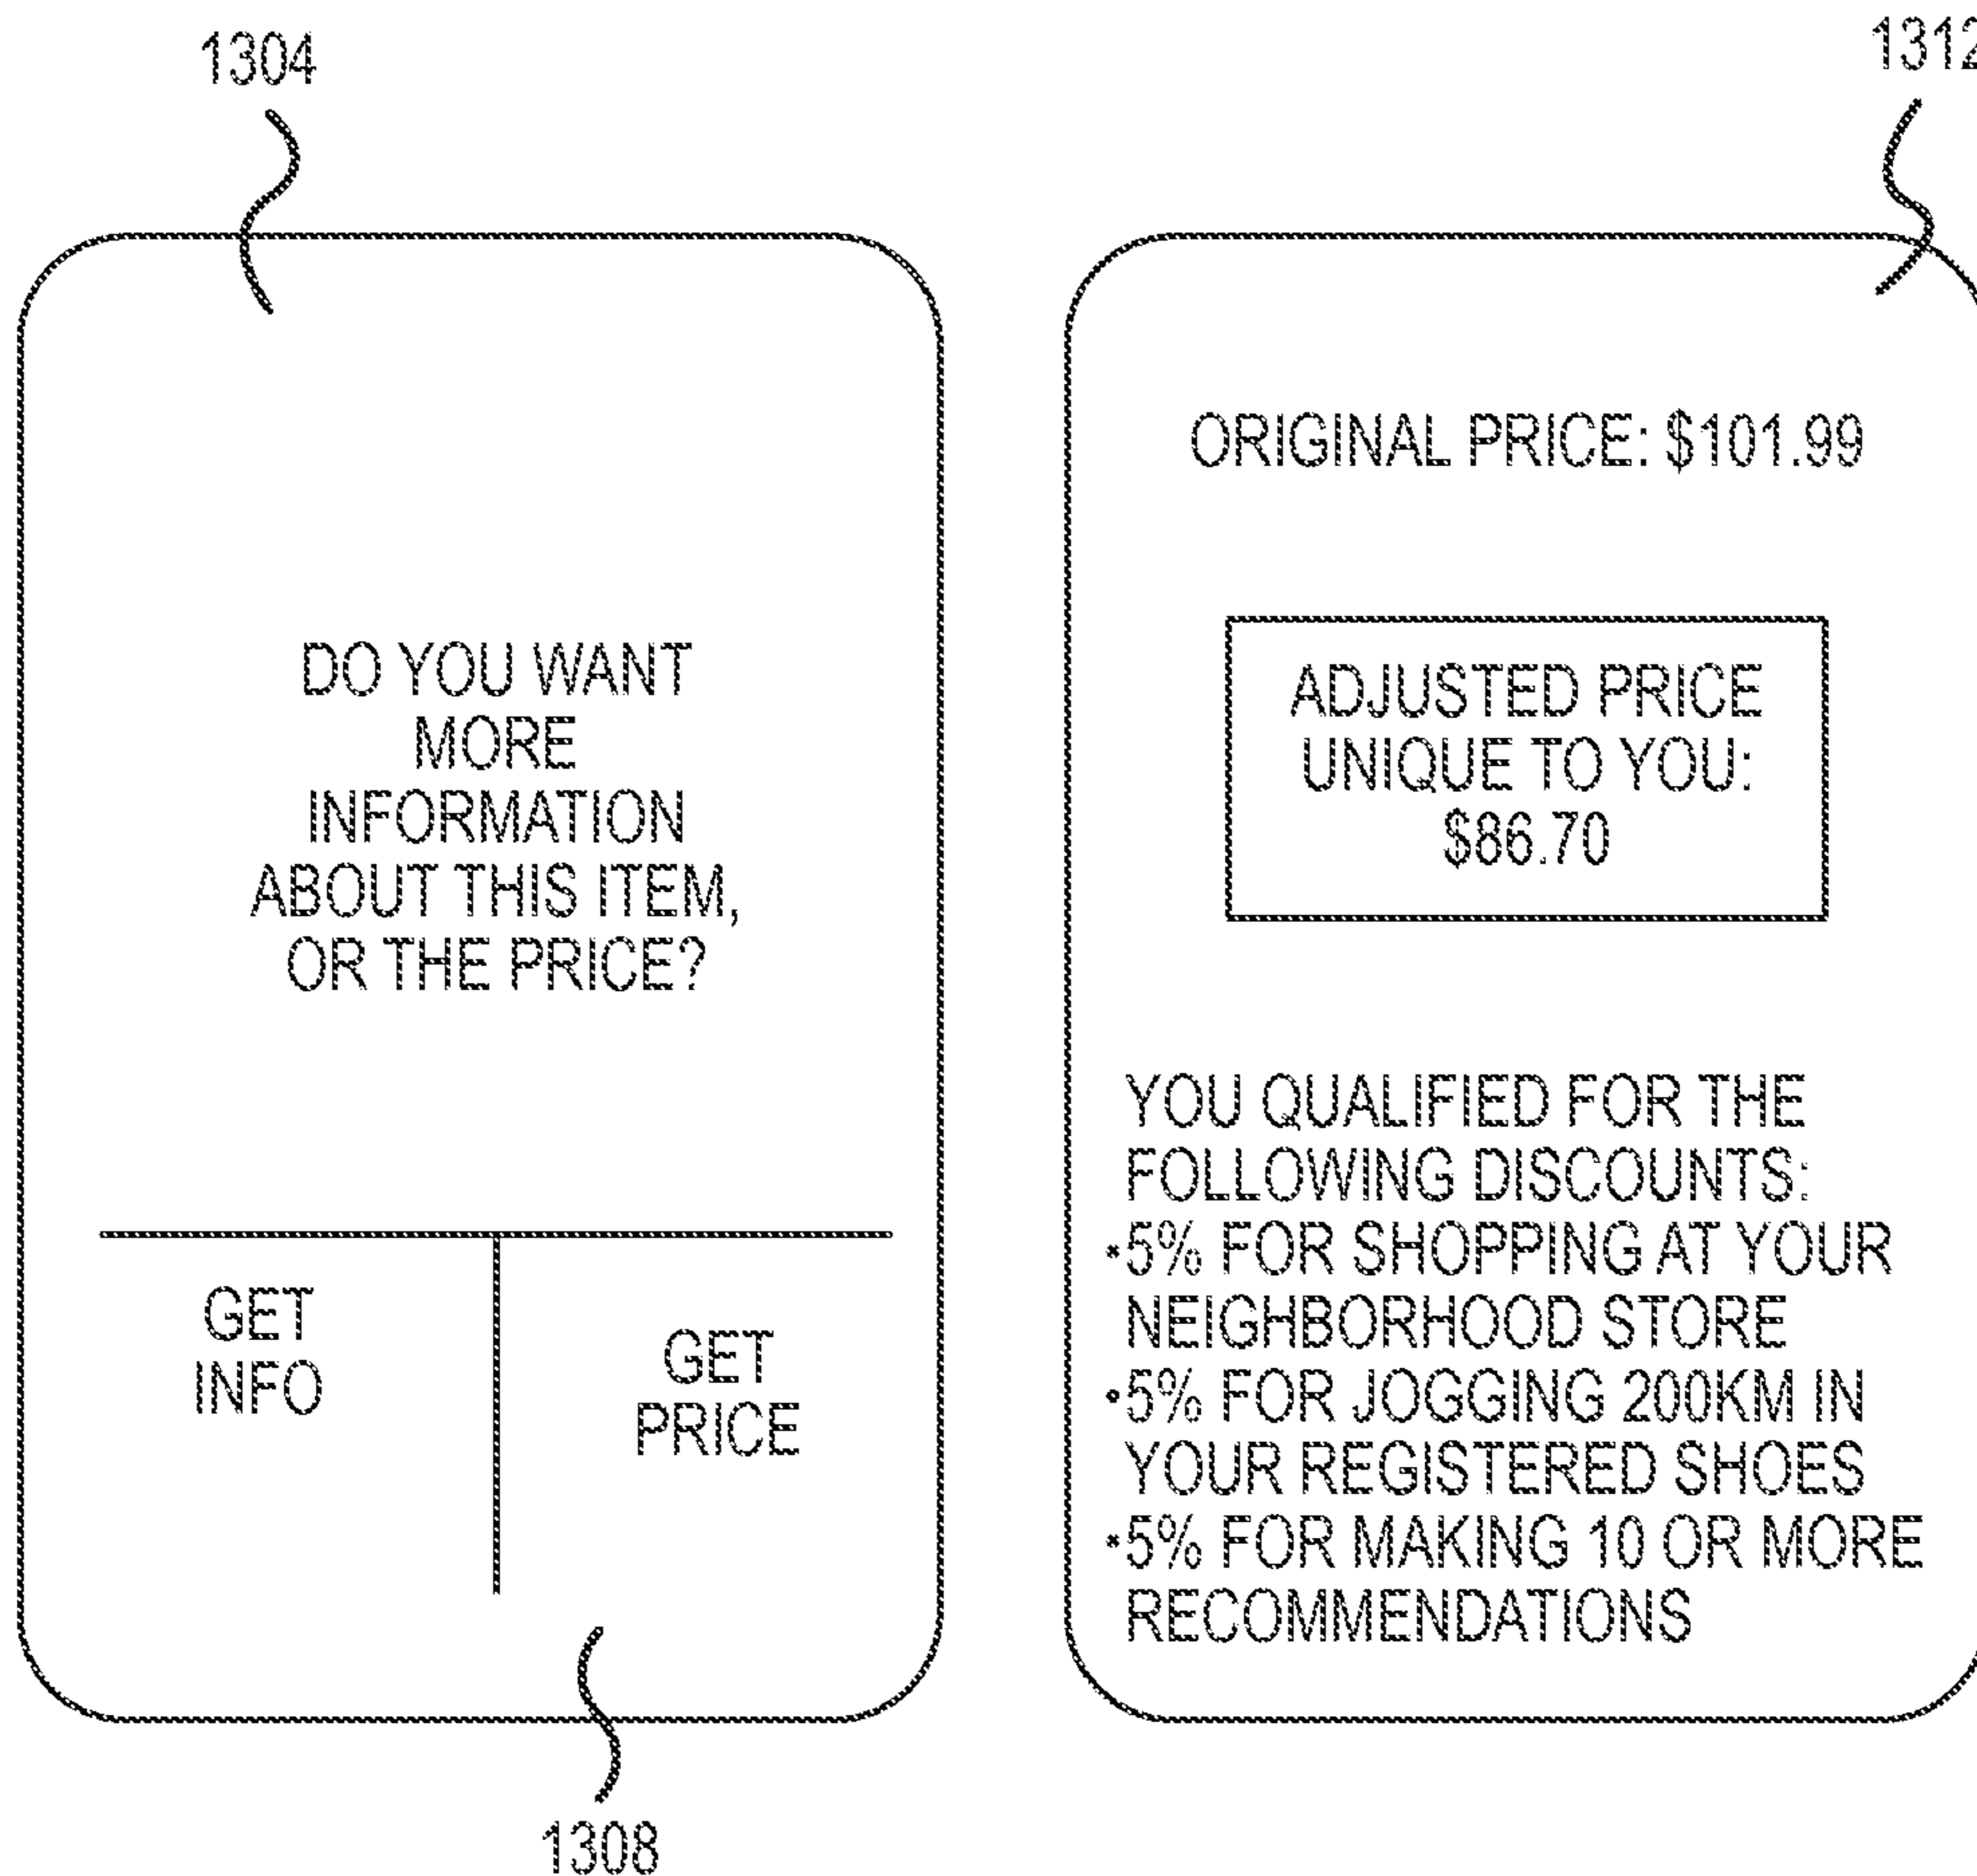 1304
DO YOU WANT
MORE
INFORMATION
ABOUT THIS ITEM,
OR THE PRICE?
GET
INFO
GET
PRICE
1308
1312
ORIGINAL PRICE: $101.99
ADJUSTED PRICE
UNIQUE TO YOU:
$86.70
YOU QUALIFIED FOR THE
FOLLOWING DISCOUNTS:
•5% FOR SHOPPING AT YOUR
NEIGHBORHOOD STORE
•5% FOR JOGGING 200KM IN
YOUR REGISTERED SHOES
•5% FOR MAKING 10 OR MORE
RECOMMENDATIONS